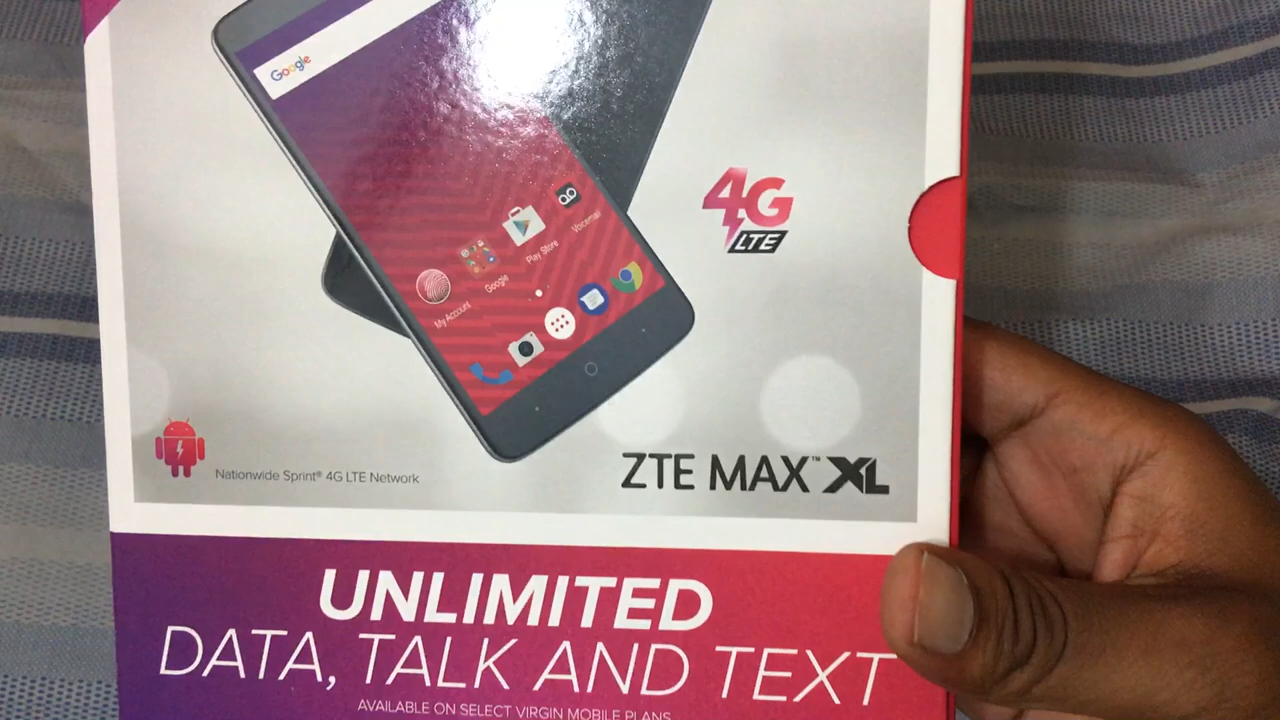 Google
4G
LTE
My Account
Google
Play Store
Voicemail
Nationwide Sprint® 4G LTE Network
ZTE MAX™ XL
UNLIMITED
DATA, TALK AND TEXT
AVAILABLE ON SELECT VIRGIN MOBILE PLANS